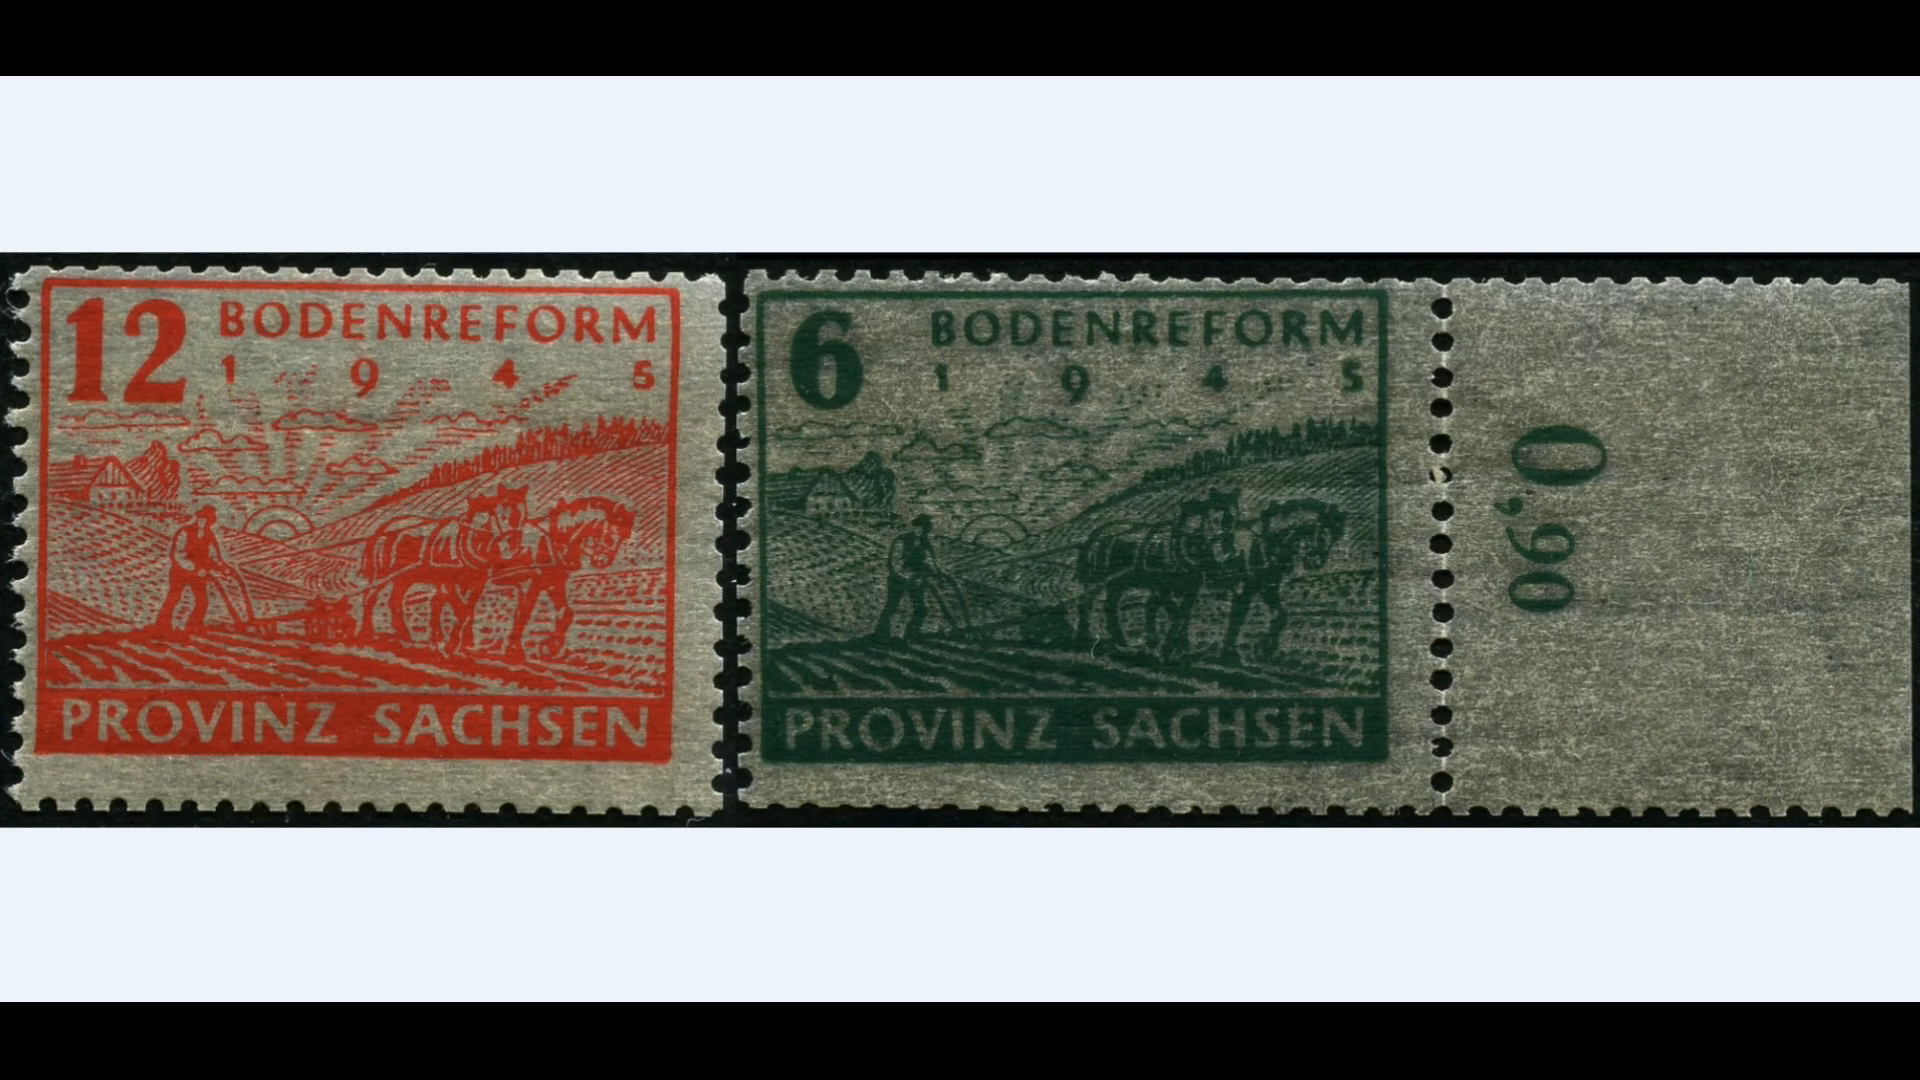 12 BODENREFORM
1 9 4 5
PROVINZ SACHSEN
6 BODENREFORM
1 9 4 5
PROVINZ SACHSEN
0,90